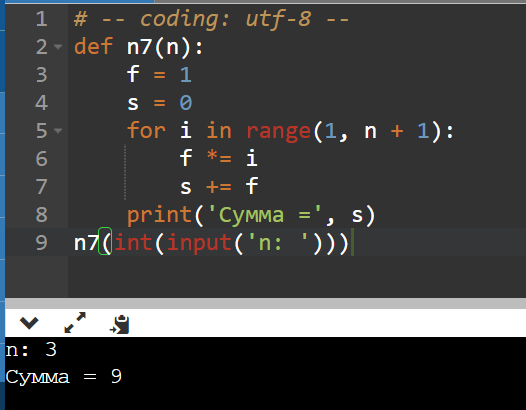 1 # -- coding: utf-8 --
2 def n7(n):
3     f = 1
4     s = 0
5     for i in range(1, n + 1):
6         f *= i
7         s += f
8     print('Сумма =', s)
9 n7(int(input('n: ')))
n: 3
Сумма = 9